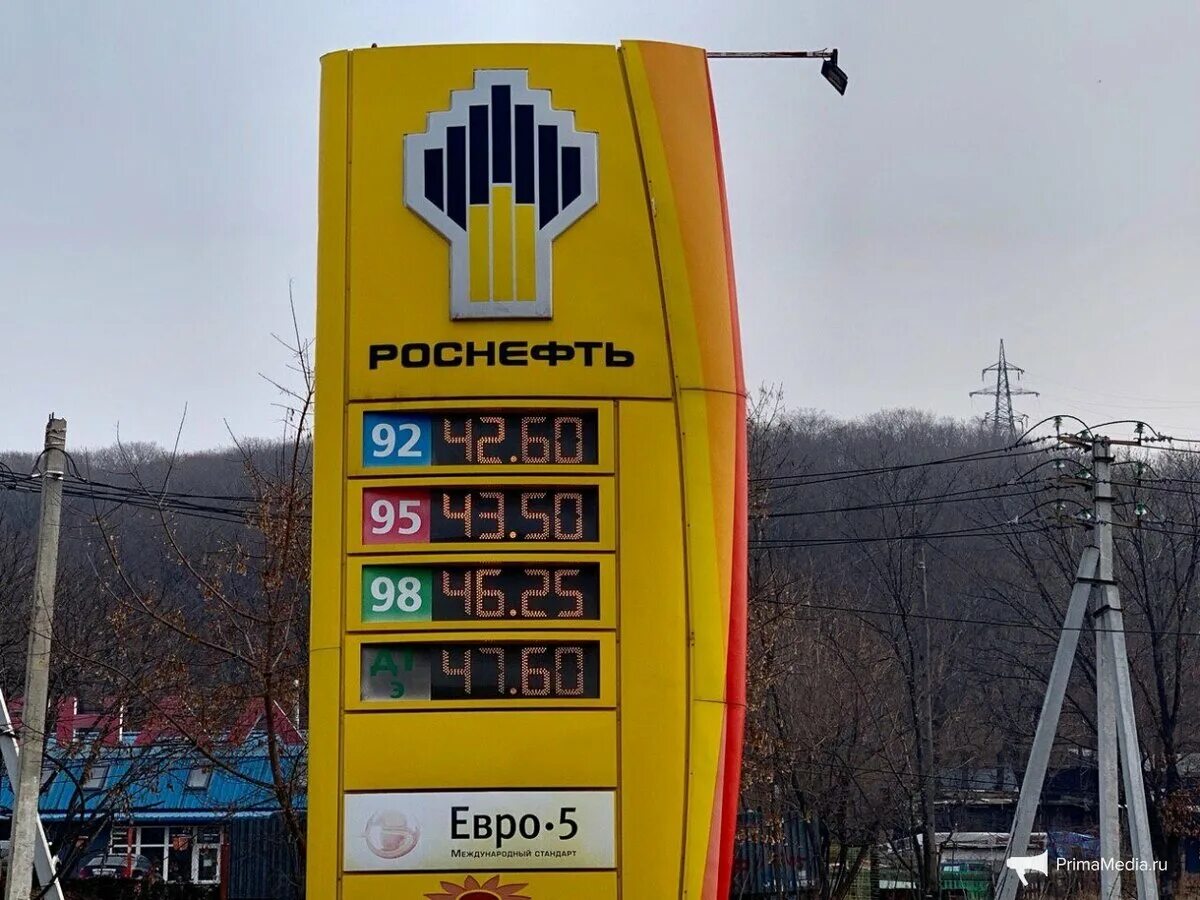 РОСНЕФТЬ
92 42.60
95 43.50
98 46.25
ДТ 47.60
Э
Евро•5
Международный стандарт
PrimaMedia.ru